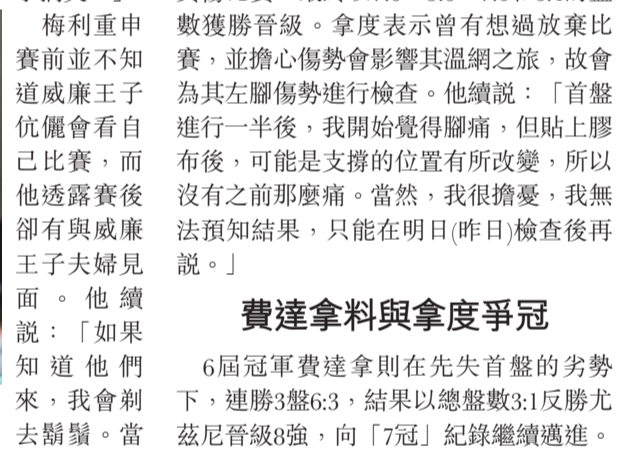 梅利重申
賽前並不知
道威廉王子
伉儷會看自
己比賽，而
他透露賽後
卻有與威廉
王子夫婦見
面。他續
説：「如果
知道他們
來，我會剃
去鬍鬚。當
數獲勝晉級。拿度表示曾有想過放棄比
賽，並擔心傷勢會影響其溫網之旅，故會
為其左腳傷勢進行檢查。他續説：「首盤
進行一半後，我開始覺得腳痛，但貼上膠
布後，可能是支撐的位置有所改變，所以
沒有之前那麼痛。當然，我很擔憂，我無
法預知結果，只能在明日(昨日)檢查後再
説。」
費達拿料與拿度爭冠
6屆冠軍費達拿則在先失首盤的劣勢
下，連勝3盤6:3，結果以總盤數3:1反勝尤
茲尼晉級8強，向「7冠」紀錄繼續邁進。